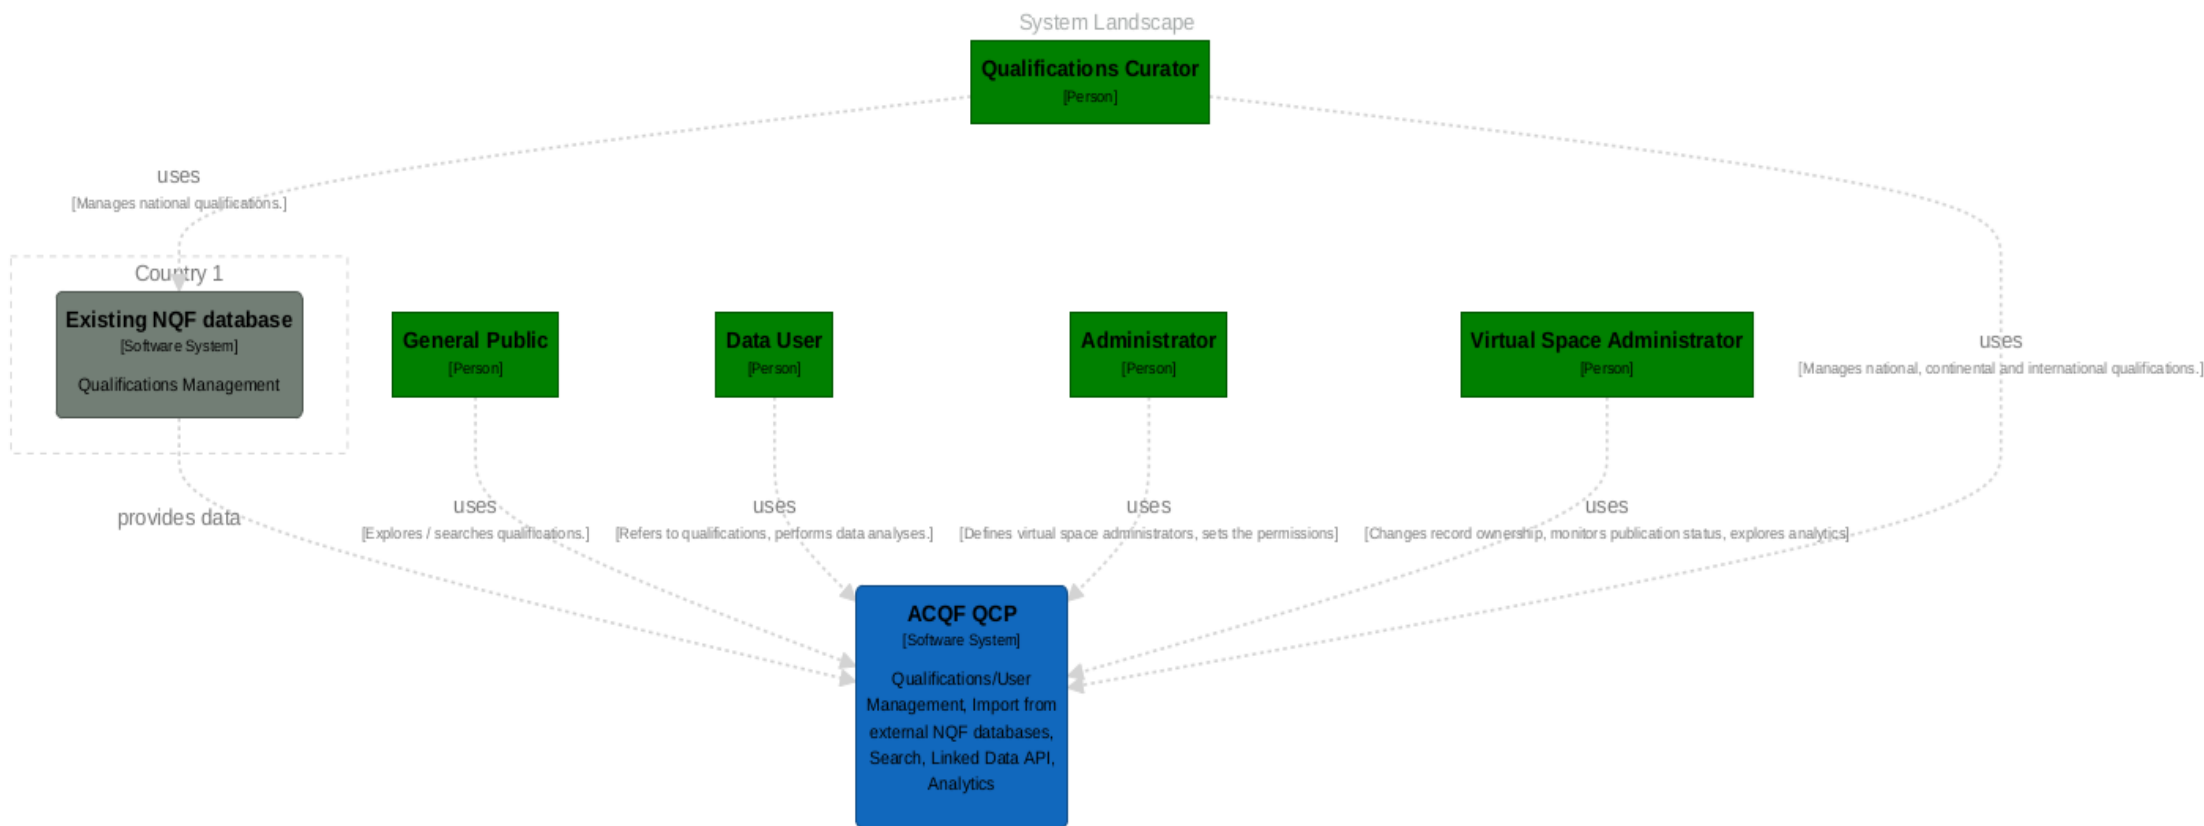 System Landscape
Qualifications Curator
[Person]
uses
[Manages national qualifications.]
Country 1
Existing NQF database
[Software System]
Qualifications Management
General Public
[Person]
Data User
[Person]
Administrator
[Person]
Virtual Space Administrator
[Person]
uses
[Manages national, continental and international qualifications.]
provides data
uses
[Explores / searches qualifications.]
uses
[Refers to qualifications, performs data analyses.]
uses
[Defines virtual space administrators, sets the permissions]
uses
[Changes record ownership, monitors publication status, explores analytics]
ACQF QCP
[Software System]
Qualifications/User
Management, Import from
external NQF databases,
Search, Linked Data API,
Analytics